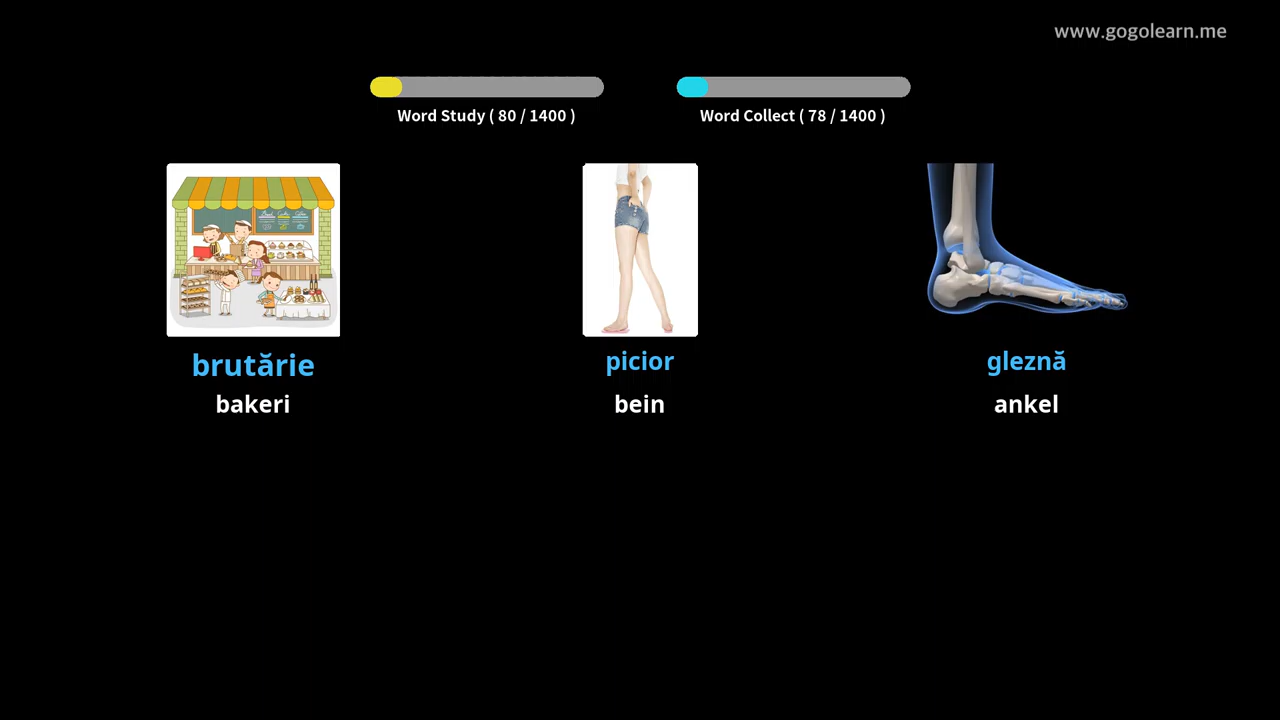 www.gogolearn.me
Word Study ( 80 / 1400 )
Word Collect ( 78 / 1400 )
brutărie
picior
gleznă
bakeri
bein
ankel